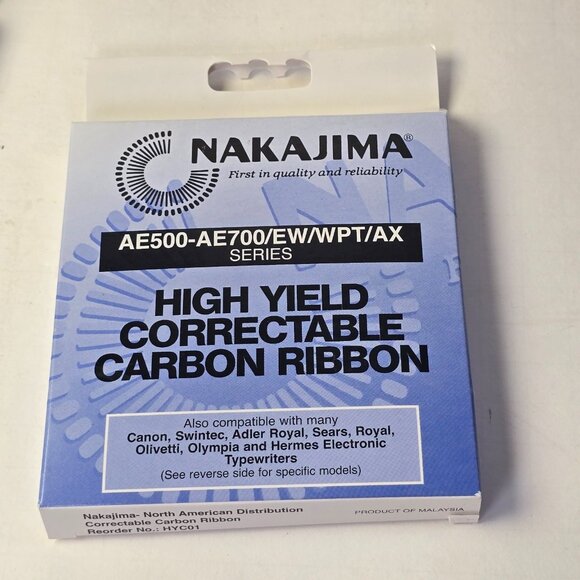 NAKAJIMA®
First in quality and reliability
AE500-AE700/EW/WPT/AX
SERIES
HIGH YIELD
CORRECTABLE
CARBON RIBBON
Also compatible with many
Canon, Swintec, Adler Royal, Sears, Royal,
Olivetti, Olympia and Hermes Electronic
Typewriters
(See reverse side for specific models)
Nakajima- North American Distribution
Correctable Carbon Ribbon
Reorder No.: HYC01
PRODUCT OF MALAYSIA